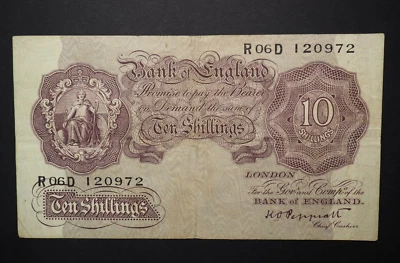 R06D 120972
Bank of England
Promise to pay the Bearer
on Demand the sum of
Ten Shillings
10
SHILLINGS
R06D 120972
LONDON
For the Govr and Compa of the
BANK OF ENGLAND.
K O Peppiatt
Chief Cashier
Ten Shillings